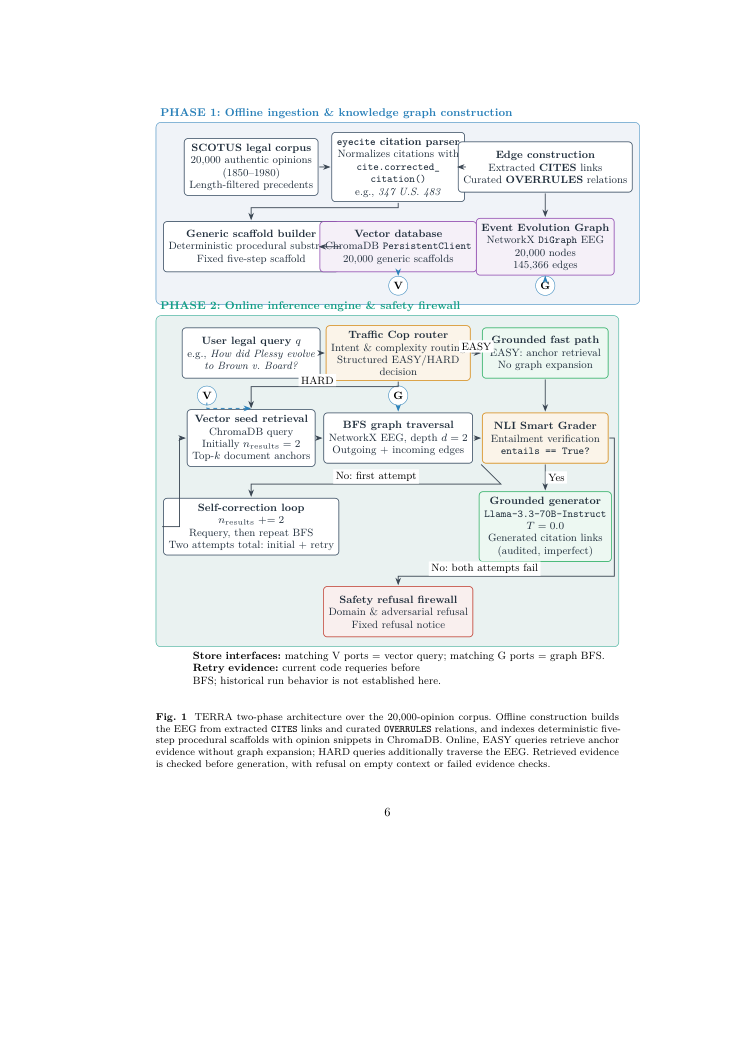 PHASE 1: Offline ingestion & knowledge graph construction
SCOTUS legal corpus
20,000 authentic opinions
(1850–1980)
Length-filtered precedents
eyecite citation parser
Normalizes citations with
cite.corrected_
citation()
e.g., 347 U.S. 483
Edge construction
Extracted CITES links
Curated OVERRULES relations
Generic scaffold builder
Deterministic procedural
Fixed five-step scaffold
Vector database
ChromaDB PersistentClient
20,000 generic scaffolds
Event Evolution Graph
NetworkX DiGraph EEG
20,000 nodes
145,366 edges
V
G
PHASE 2: Online inference engine & safety firewall
User legal query q
e.g., How did Plessy evolve
to Brown v. Board?
Traffic Cop router
Intent & complexity routing
Structured EASY/HARD
decision
EASY
Grounded fast path
EASY: anchor retrieval
No graph expansion
HARD
V
G
Vector seed retrieval
ChromaDB query
Initially n_results = 2
Top-k document anchors
BFS graph traversal
NetworkX EEG, depth d = 2
Outgoing + incoming edges
NLI Smart Grader
Entailment verification
entails == True?
No: first attempt
Yes
Self-correction loop
n_results += 2
Requery, then repeat BFS
Two attempts total: initial + retry
Grounded generator
Llama-3.3-70B-Instruct
T = 0.0
Generated citation links
(audited, imperfect)
No: both attempts fail
Safety refusal firewall
Domain & adversarial refusal
Fixed refusal notice
Store interfaces: matching V ports = vector query; matching G ports = graph BFS.
Retry evidence: current code requeries before
BFS; historical run behavior is not established here.
Fig. 1 TERRA two-phase architecture over the 20,000-opinion corpus. Offline construction builds
the EEG from extracted CITES links and curated OVERRULES relations, and indexes deterministic five-
step procedural scaffolds with opinion snippets in ChromaDB. Online, EASY queries retrieve anchor
evidence without graph expansion; HARD queries additionally traverse the EEG. Retrieved evidence
is checked before generation, with refusal on empty context or failed evidence checks.
6